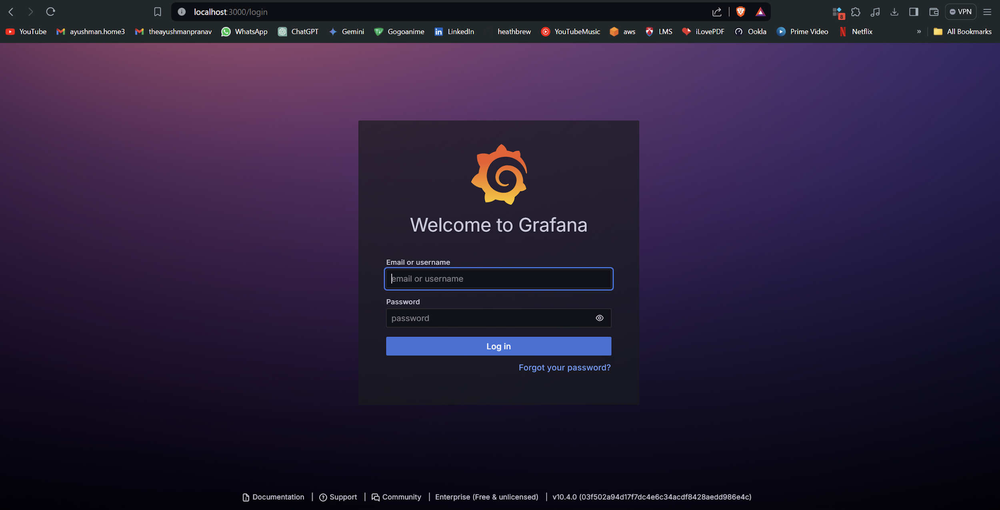 localhost:3000/login
8
VPN
YouTube ayushman.home3 theayushmanpranav WhatsApp ChatGPT Gemini Gogoanime LinkedIn heathbrew YouTubeMusic aws LMS iLovePDF Ookla Prime Video Netflix » All Bookmarks
Welcome to Grafana
Email or username
email or username
Password
password
Log in
Forgot your password?
Documentation | Support | Community | Enterprise (Free & unlicensed) | v10.4.0 (03f502a94d17f7dc4e6c34acdf8428aedd986e4c)